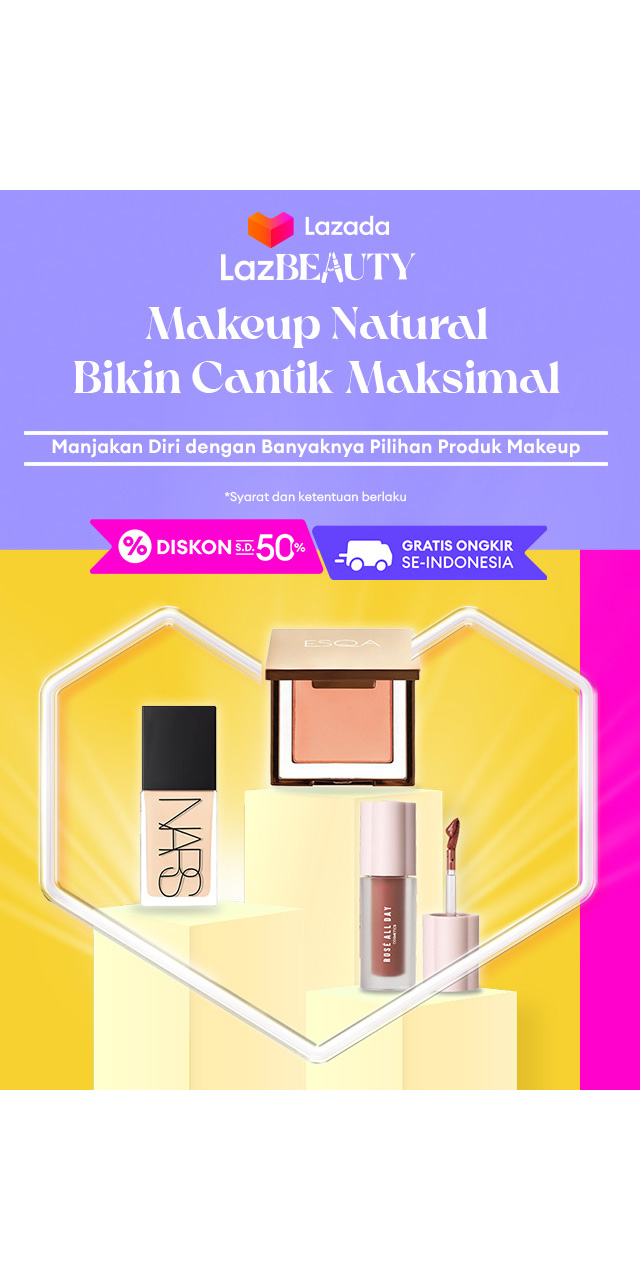 Lazada
LazBEAUTY
Makeup Natural
Bikin Cantik Maksimal
Manjakan Diri dengan Banyaknya Pilihan Produk Makeup
*Syarat dan ketentuan berlaku
% DISKON S.D. 50%
GRATIS ONGKIR
SE-INDONESIA
ESQA
NARS
ROSÉ ALL DAY
COSMETICS